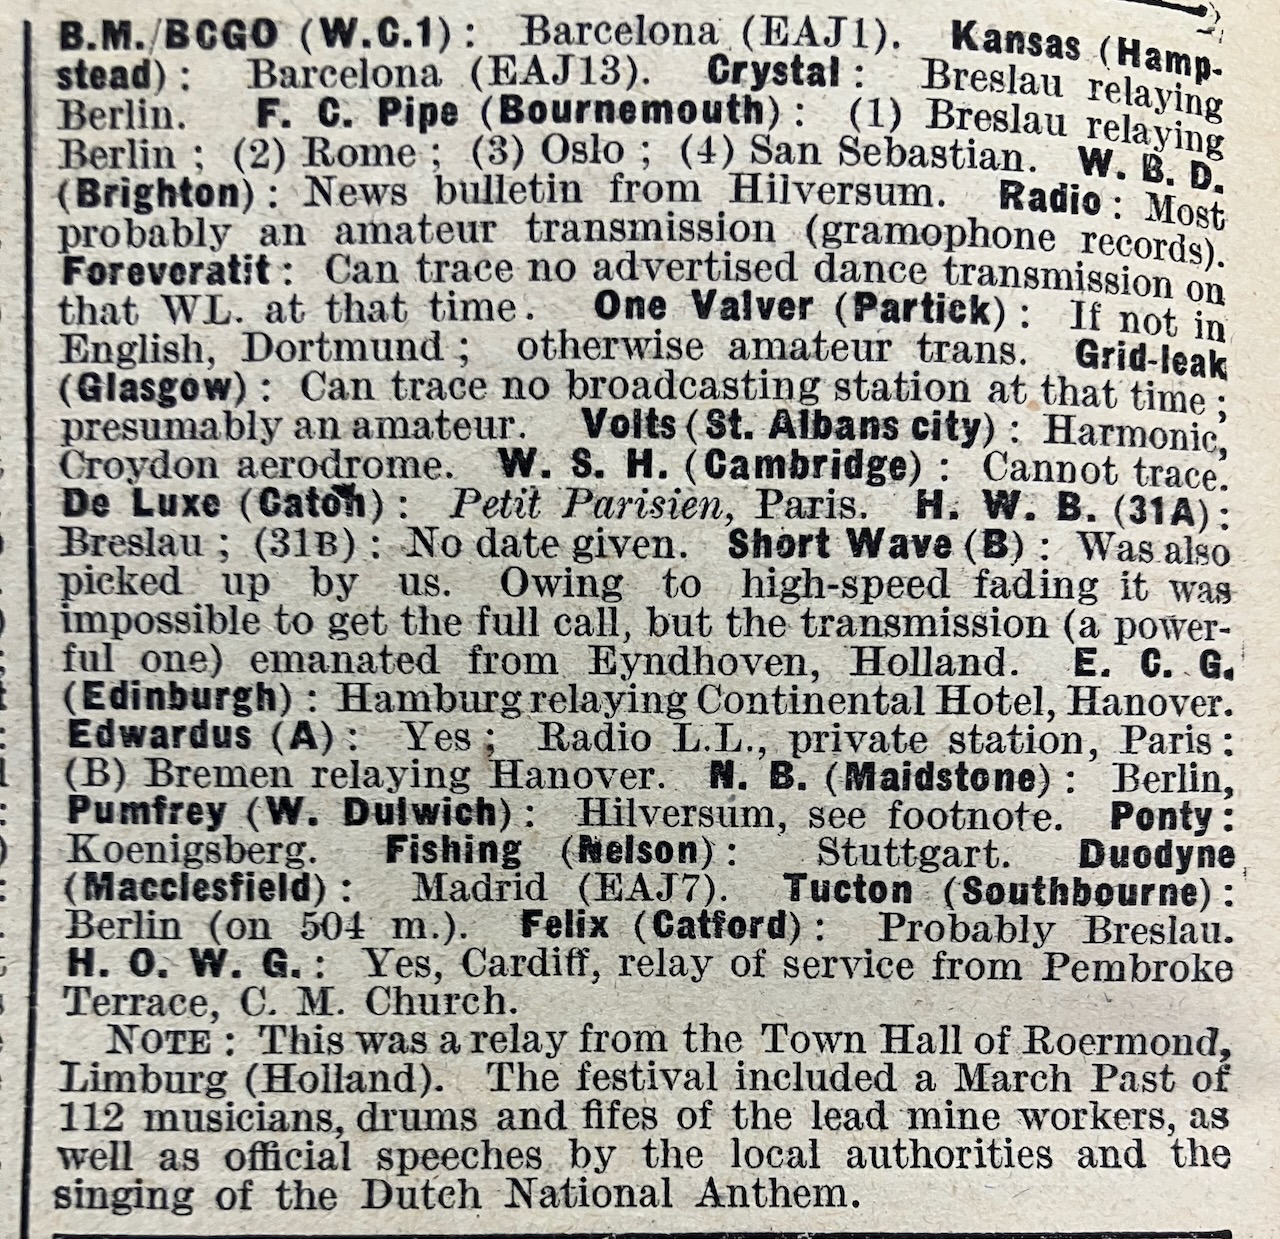 B.M./BCGO (W.C.1): Barcelona (EAJ1). Kansas (Hamp-
stead): Barcelona (EAJ13). Crystal: Breslau relaying
Berlin. F. C. Pipe (Bournemouth): (1) Breslau relaying
Berlin; (2) Rome; (3) Oslo; (4) San Sebastian. W. B. D.
(Brighton): News bulletin from Hilversum. Radio: Most
probably an amateur transmission (gramophone records).
Foreveratit: Can trace no advertised dance transmission on
that WL. at that time. One Valver (Partick): If not in
English, Dortmund; otherwise amateur trans. Grid-leak
(Glasgow): Can trace no broadcasting station at that time;
presumably an amateur. Volts (St. Albans city): Harmonic,
Croydon aerodrome. W. S. H. (Cambridge): Cannot trace.
De Luxe (Caton): Petit Parisien, Paris. H. W. B. (31A):
Breslau; (31B): No date given. Short Wave (B): Was also
picked up by us. Owing to high-speed fading it was
impossible to get the full call, but the transmission (a power-
ful one) emanated from Eyndhoven, Holland. E. C. G.
(Edinburgh): Hamburg relaying Continental Hotel, Hanover.
Edwardus (A): Yes; Radio L.L., private station, Paris:
(B) Bremen relaying Hanover. N. B. (Maidstone): Berlin,
Pumfrey (W. Dulwich): Hilversum, see footnote. Ponty:
Koenigsberg. Fishing (Nelson): Stuttgart. Duodyne
(Macclesfield): Madrid (EAJ7). Tucton (Southbourne):
Berlin (on 504 m.). Felix (Catford): Probably Breslau.
H. O. W. G.: Yes, Cardiff, relay of service from Pembroke
Terrace, C. M. Church.
NOTE: This was a relay from the Town Hall of Roermond,
Limburg (Holland). The festival included a March Past of
112 musicians, drums and fifes of the lead mine workers, as
well as official speeches by the local authorities and the
singing of the Dutch National Anthem.